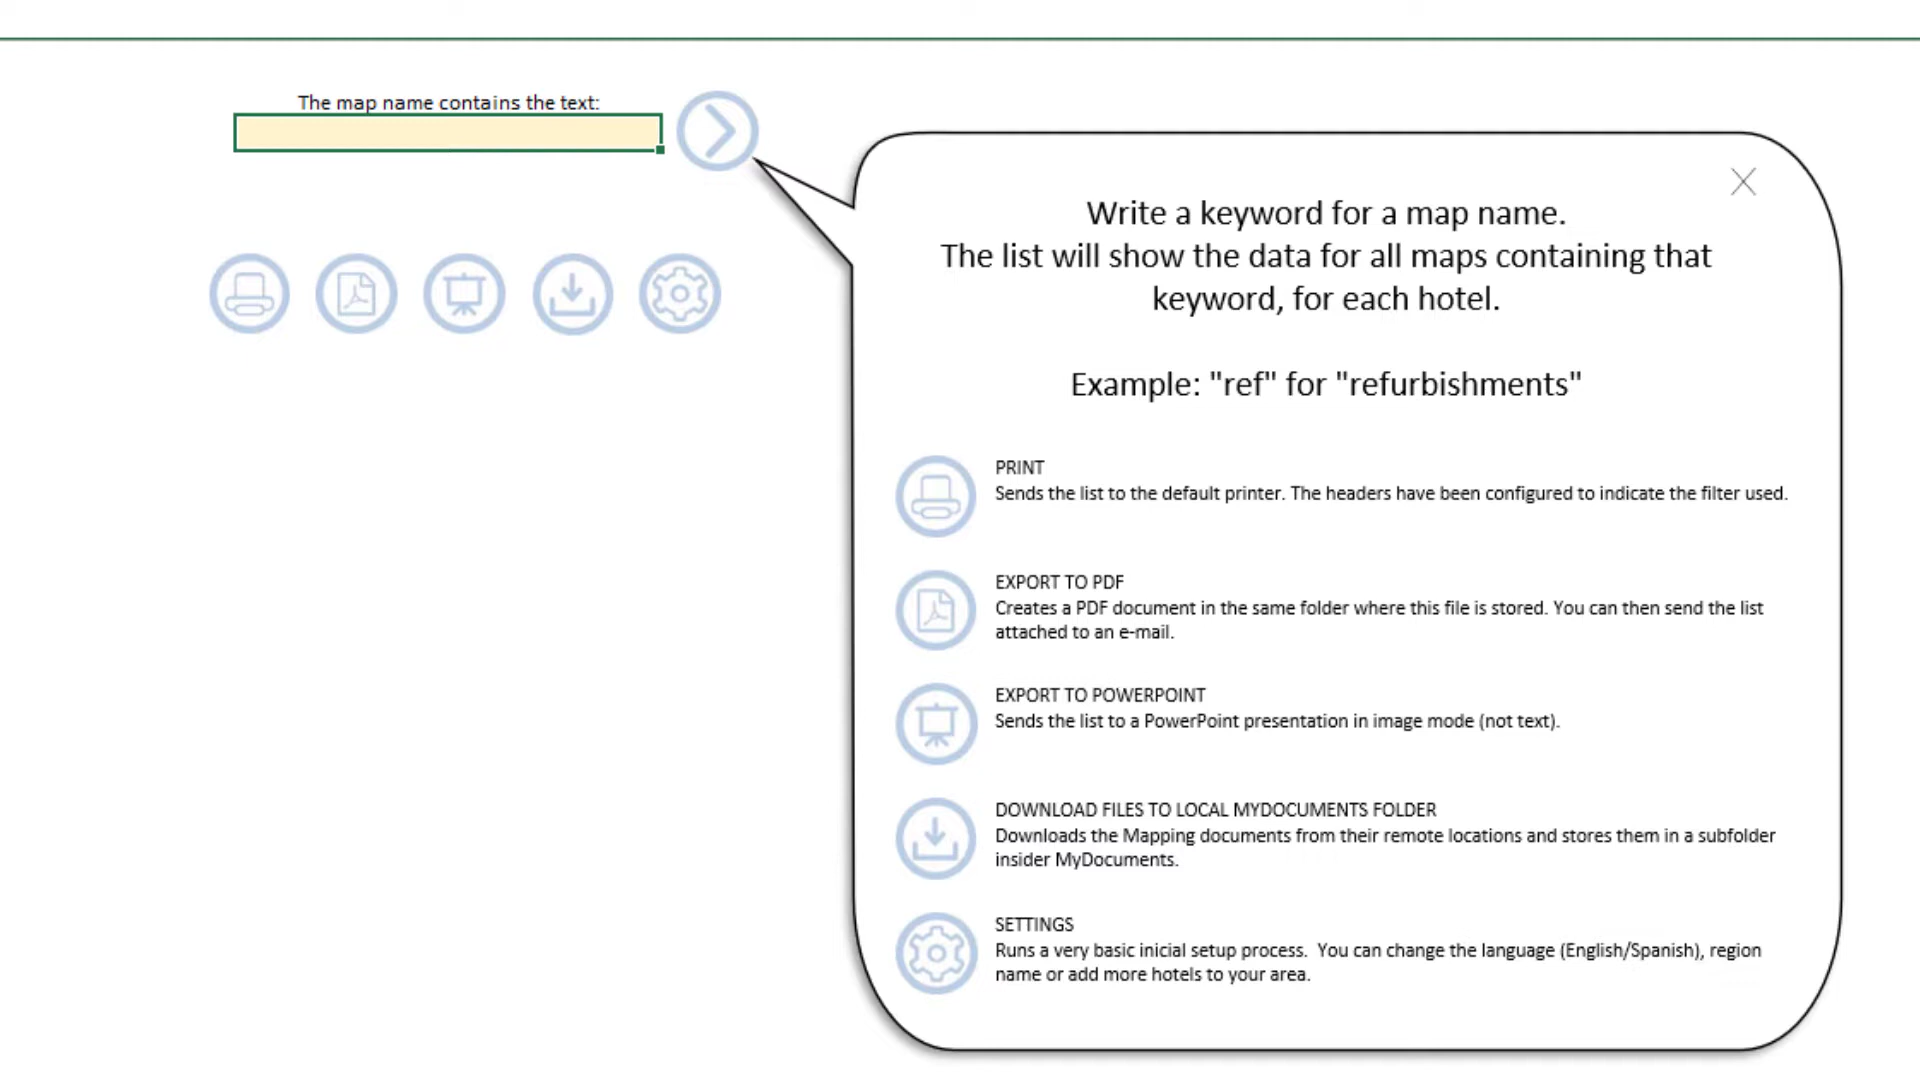 The map name contains the text:
Write a keyword for a map name.
The list will show the data for all maps containing that
keyword, for each hotel.
Example: "ref" for "refurbishments"
PRINT
Sends the list to the default printer. The headers have been configured to indicate the filter used.
EXPORT TO PDF
Creates a PDF document in the same folder where this file is stored. You can then send the list
attached to an e-mail.
EXPORT TO POWERPOINT
Sends the list to a PowerPoint presentation in image mode (not text).
DOWNLOAD FILES TO LOCAL MYDOCUMENTS FOLDER
Downloads the Mapping documents from their remote locations and stores them in a subfolder
insider MyDocuments.
SETTINGS
Runs a very basic inicial setup process.  You can change the language (English/Spanish), region
name or add more hotels to your area.